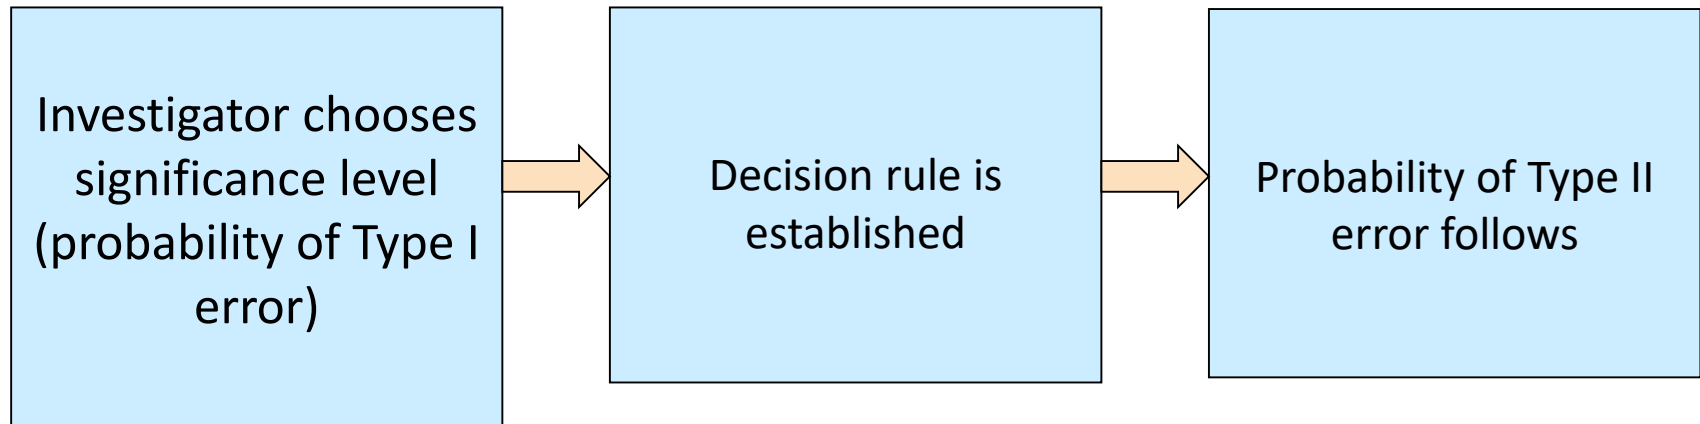 Investigator chooses
significance level
(probability of Type I
error)
Decision rule is
established
Probability of Type II
error follows